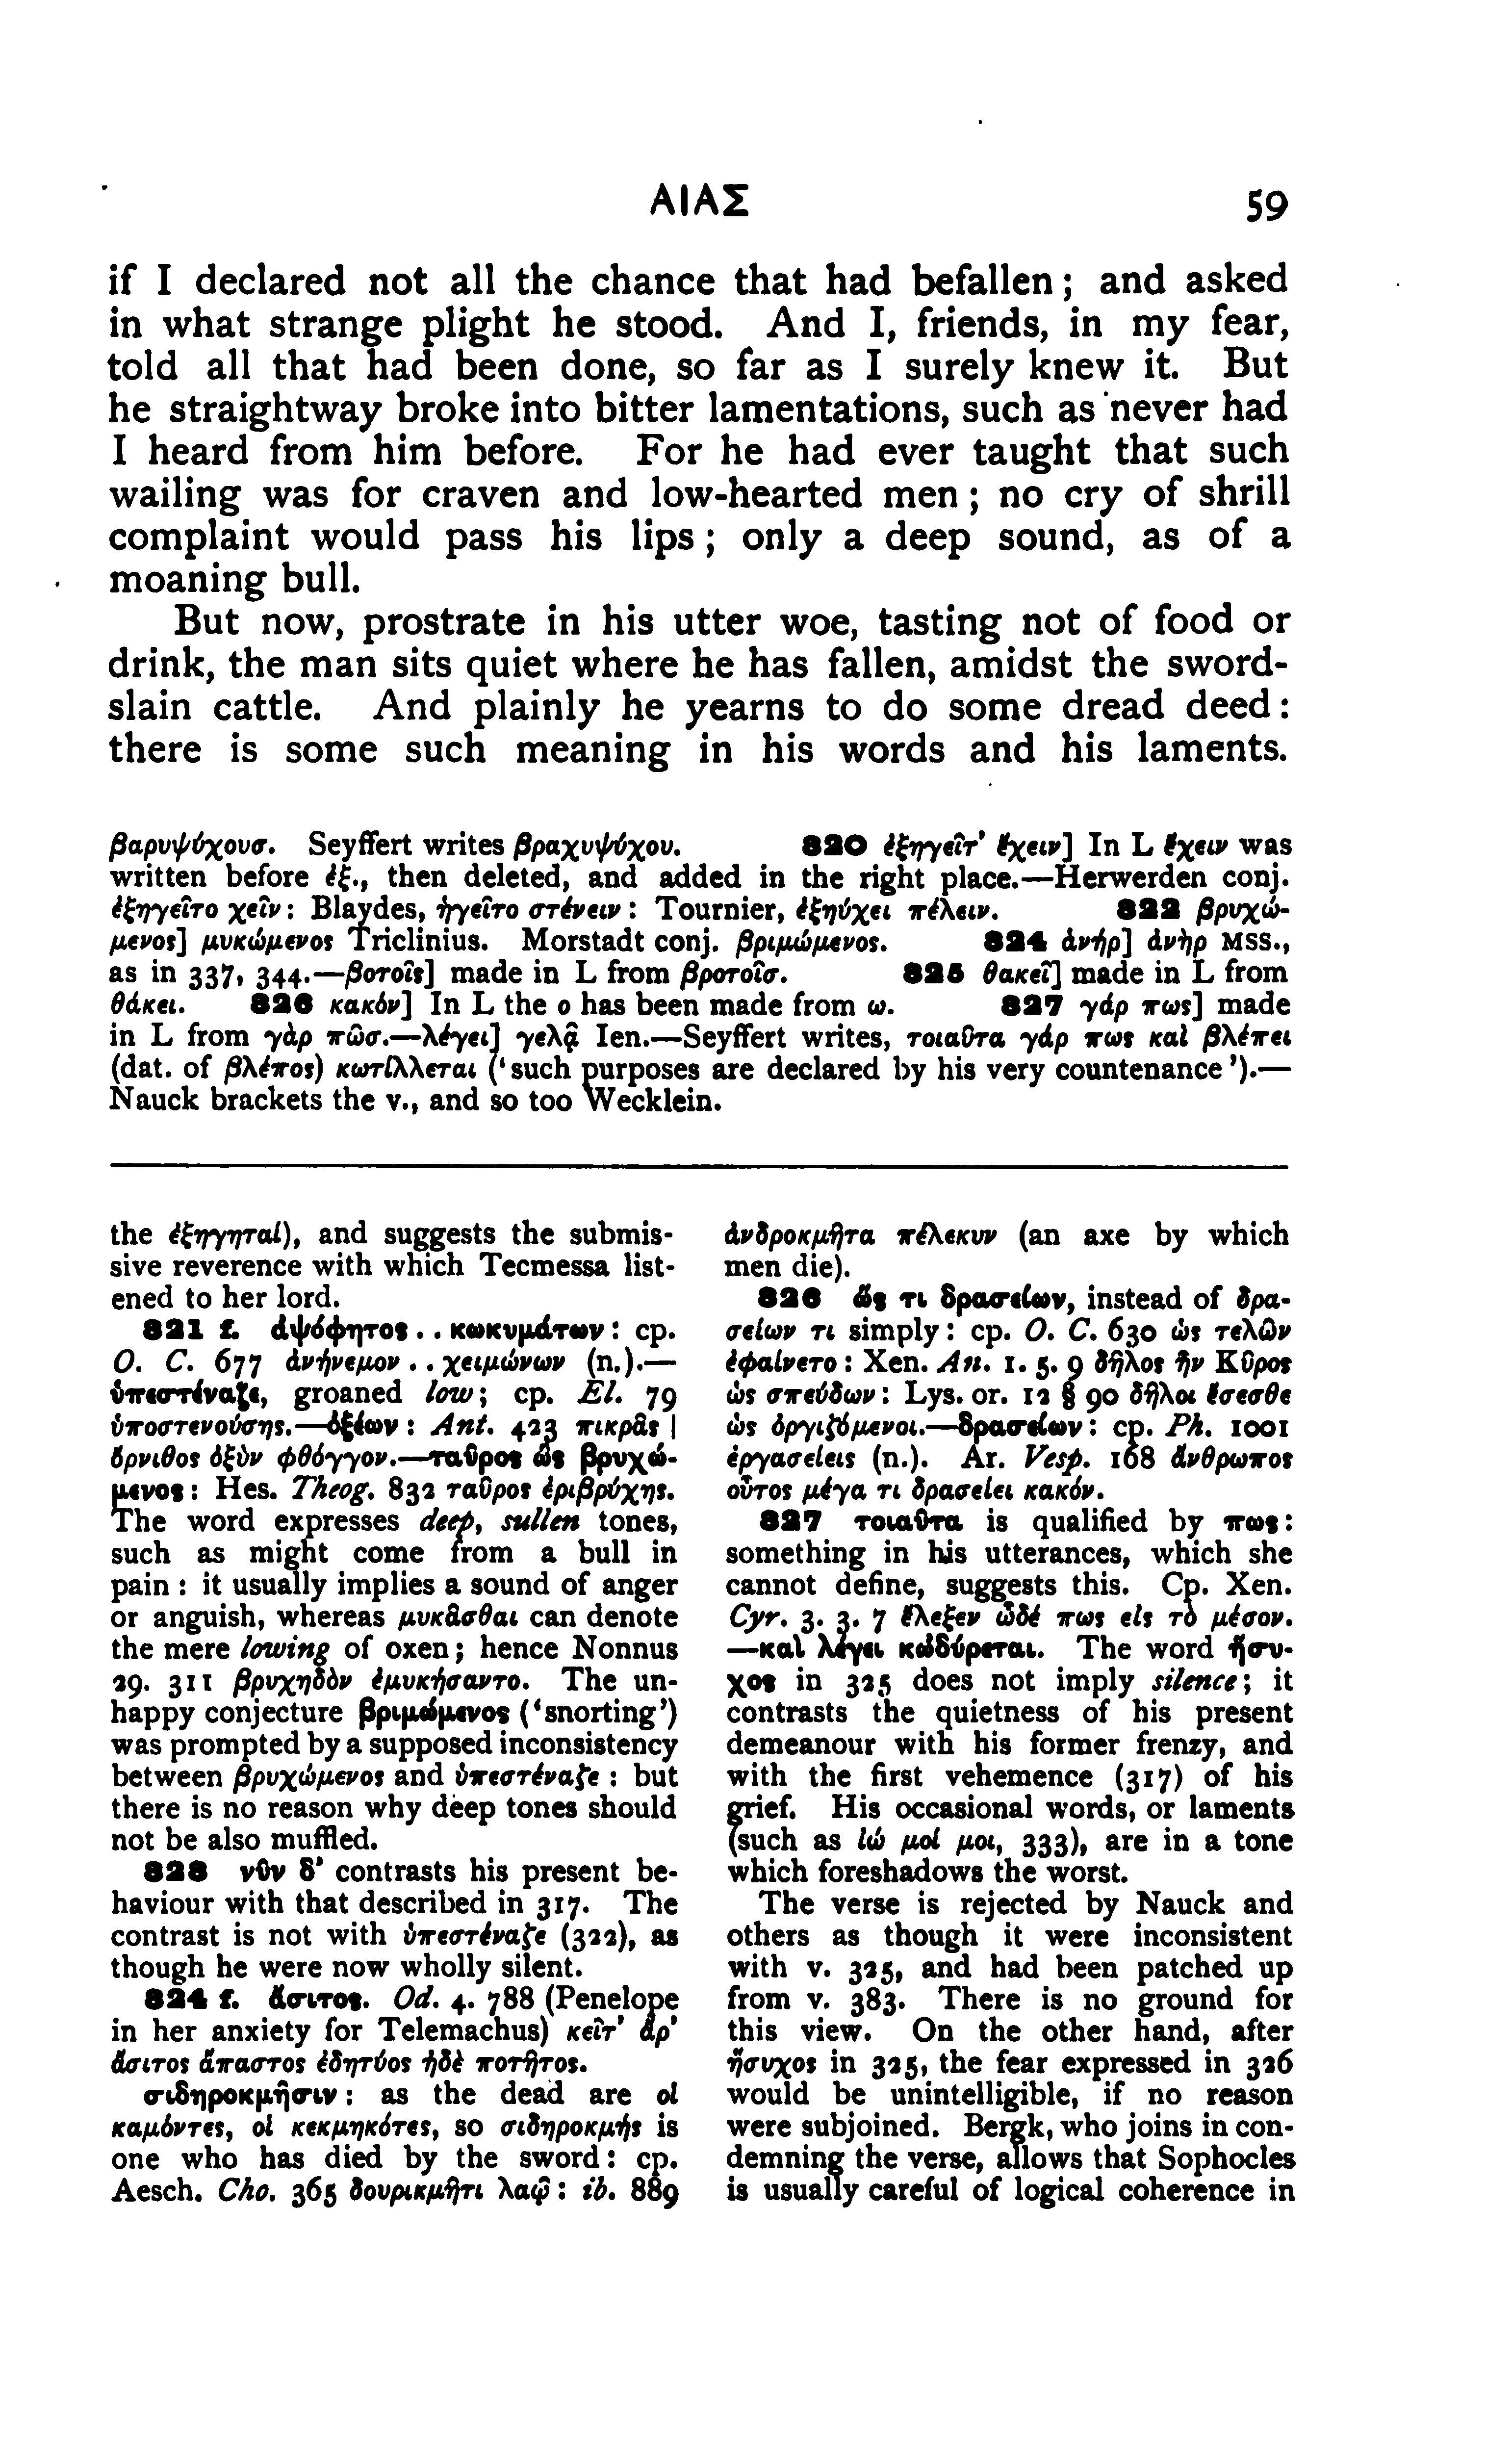 ΑΙΑΣ 59
if I declared not all the chance that had befallen; and asked
in what strange plight he stood. And I, friends, in my fear,
told all that had been done, so far as I surely knew it. But
he straightway broke into bitter lamentations, such as never had
I heard from him before. For he had ever taught that such
wailing was for craven and low-hearted men; no cry of shrill
complaint would pass his lips; only a deep sound, as of a
moaning bull.
But now, prostrate in his utter woe, tasting not of food or
drink, the man sits quiet where he has fallen, amidst the sword-
slain cattle. And plainly he yearns to do some dread deed:
there is some such meaning in his words and his laments.
βαρυψύχουσ. Seyffert writes βραχυψύχου. 320 ἐξηγεῖτ’ ἔχειν] In L ἔχειν was
written before ἐξ., then deleted, and added in the right place.—Herwerden conj.
ἐξηγεῖτο χεῖν: Blaydes, ἡγεῖτο στένειν: Tournier, ἐξηύχει πέλειν. 322 βρυχώ-
μενος] μυκώμενος Triclinius. Morstadt conj. βριμώμενος. 324 ἁνήρ] ἀνὴρ MSS.,
as in 337, 344.—βοτοῖς] made in L from βροτοῖσ. 325 θακεῖ] made in L from
θάκει. 326 κακόν] In L the ο has been made from ω. 327 γάρ πως] made
in L from γὰρ πῶσ.—λέγει] γελᾷ Ien.—Seyffert writes, τοιαῦτα γάρ πως καὶ βλέπει
(dat. of βλέπος) κωτίλλεται (‘such purposes are declared by his very countenance’).—
Nauck brackets the v., and so too Wecklein.
the ἐξηγηταί), and suggests the submis-
sive reverence with which Tecmessa list-
ened to her lord.
321 f. ἀψόφητος . . κωκυμάτων: cp.
O. C. 677 ἀνήνεμον . . χειμώνων (n.).—
ὑπεστέναζε, groaned low; cp. El. 79
ὑποστενούσης.—ὀξέων: Ant. 423 πικρᾶς |
ὄρνιθος ὀξὺν φθόγγον.—ταῦρος ὣς βρυχώ-
μενος: Hes. Theog. 832 ταῦρος ἐριβρύχης.
The word expresses deep, sullen tones,
such as might come from a bull in
pain: it usually implies a sound of anger
or anguish, whereas μυκᾶσθαι can denote
the mere lowing of oxen; hence Nonnus
29. 311 βρυχηδὸν ἐμυκήσαντο. The un-
happy conjecture βριμώμενος (‘snorting’)
was prompted by a supposed inconsistency
between βρυχώμενος and ὑπεστέναζε: but
there is no reason why deep tones should
not be also muffled.
323 νῦν δ’ contrasts his present be-
haviour with that described in 317. The
contrast is not with ὑπεστέναζε (322), as
though he were now wholly silent.
324 f. ἄσιτος. Od. 4. 788 (Penelope
in her anxiety for Telemachus) κεῖτ’ ἄρ’
ἄσιτος ἄπαστος ἐδητύος ἠδὲ ποτῆτος.
σιδηροκμῆσιν: as the dead are οἱ
καμόντες, οἱ κεκμηκότες, so σιδηροκμής is
one who has died by the sword: cp.
Aesch. Cho. 365 δουρικμῆτι λαῷ: ib. 889
ἀνδροκμῆτα πέλεκυν (an axe by which
men die).
326 ὥς τι δρασείων, instead of δρα-
σείων τι simply: cp. O. C. 630 ὡς τελῶν
ἐφαίνετο: Xen. An. 1. 5. 9 δῆλος ἦν Κῦρος
ὡς σπεύδων: Lys. or. 12 § 90 δῆλοι ἔσεσθε
ὡς ὀργιζόμενοι.—δρασείων: cp. Ph. 1001
ἐργασείεις (n.). Ar. Vesp. 168 ἄνθρωπος
οὗτος μέγα τι δρασείει κακόν.
327 τοιαῦτα is qualified by πως:
something in his utterances, which she
cannot define, suggests this. Cp. Xen.
Cyr. 3. 3. 7 ἔλεξεν ὧδέ πως εἰς τὸ μέσον.
—καὶ λέγει κὠδύρεται. The word ἥσυ-
χος in 325 does not imply silence; it
contrasts the quietness of his present
demeanour with his former frenzy, and
with the first vehemence (317) of his
grief. His occasional words, or laments
(such as ἰώ μοί μοι, 333), are in a tone
which foreshadows the worst.
The verse is rejected by Nauck and
others as though it were inconsistent
with v. 325, and had been patched up
from v. 383. There is no ground for
this view. On the other hand, after
ἥσυχος in 325, the fear expressed in 326
would be unintelligible, if no reason
were subjoined. Bergk, who joins in con-
demning the verse, allows that Sophocles
is usually careful of logical coherence in